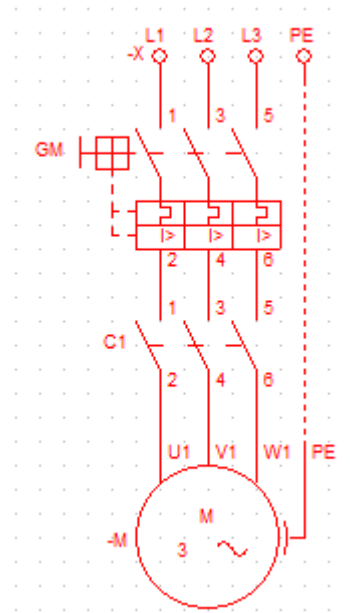 L1 L2 L3 PE
-X
1 3 5
GM
I> I> I>
2 4 6
1 3 5
C1
2 4 6
U1 V1 W1 PE
M
-M
3